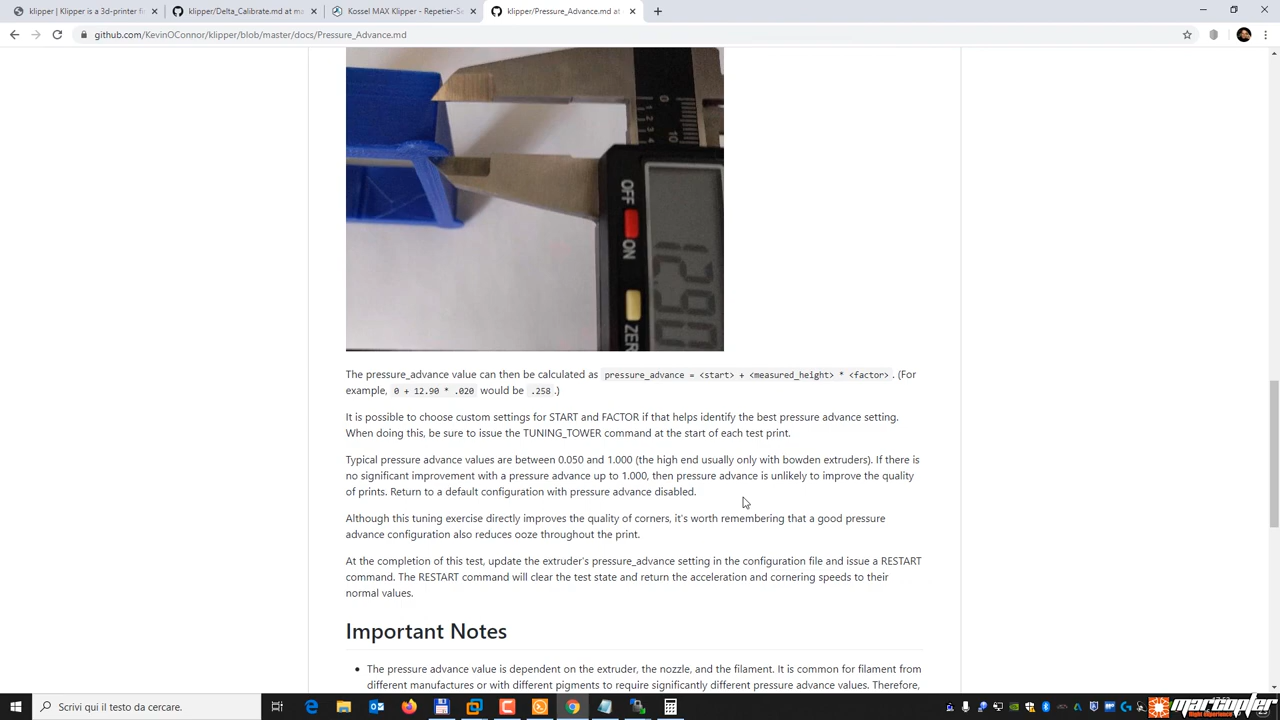 klipper | Klipper is a 3d-printer f
klipper/Delta_Calibrate.md at ma
Kossel MAX Klipper - Repetier-S
klipper/Pressure_Advance.md at
github.com/KevinOConnor/klipper/blob/master/docs/Pressure_Advance.md
0
10
OFF
ON
ZER
12.90
The pressure_advance value can then be calculated as pressure_advance = <start> + <measured_height> * <factor>. (For
example, 0 + 12.90 * .020 would be .258.)
It is possible to choose custom settings for START and FACTOR if that helps identify the best pressure advance setting.
When doing this, be sure to issue the TUNING_TOWER command at the start of each test print.
Typical pressure advance values are between 0.050 and 1.000 (the high end usually only with bowden extruders). If there is
no significant improvement with a pressure advance up to 1.000, then pressure advance is unlikely to improve the quality
of prints. Return to a default configuration with pressure advance disabled.
Although this tuning exercise directly improves the quality of corners, it's worth remembering that a good pressure
advance configuration also reduces ooze throughout the print.
At the completion of this test, update the extruder's pressure_advance setting in the configuration file and issue a RESTART
command. The RESTART command will clear the test state and return the acceleration and cornering speeds to their
normal values.
Important Notes
• The pressure advance value is dependent on the extruder, the nozzle, and the filament. It is common for filament from
different manufactures or with different pigments to require significantly different pressure advance values. Therefore,
Scrivi qui il testo da cercare.
marcopter